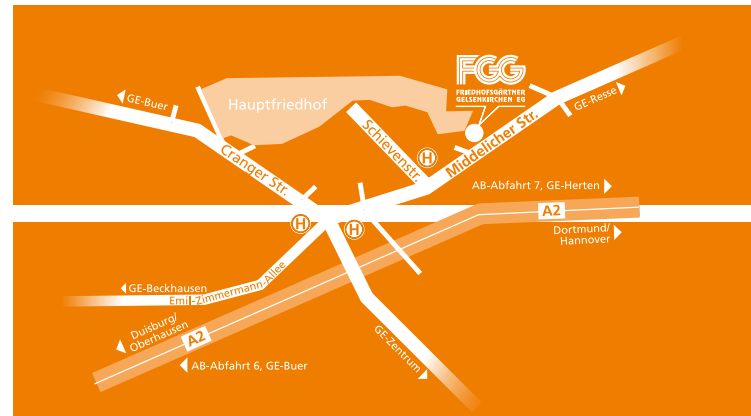 FGG
FRIEDHOFSGÄRTNER
GELSENKIRCHEN EG
GE-Buer
Hauptfriedhof
GE-Resse
Schievenstr.
H
Middelicher Str.
Cranger Str.
AB-Abfahrt 7, GE-Herten
A2
H
H
Dortmund/
Hannover
GE-Beckhausen
Emil-Zimmermann-Allee
Duisburg/
Oberhausen
A2
GE-Zentrum
AB-Abfahrt 6, GE-Buer